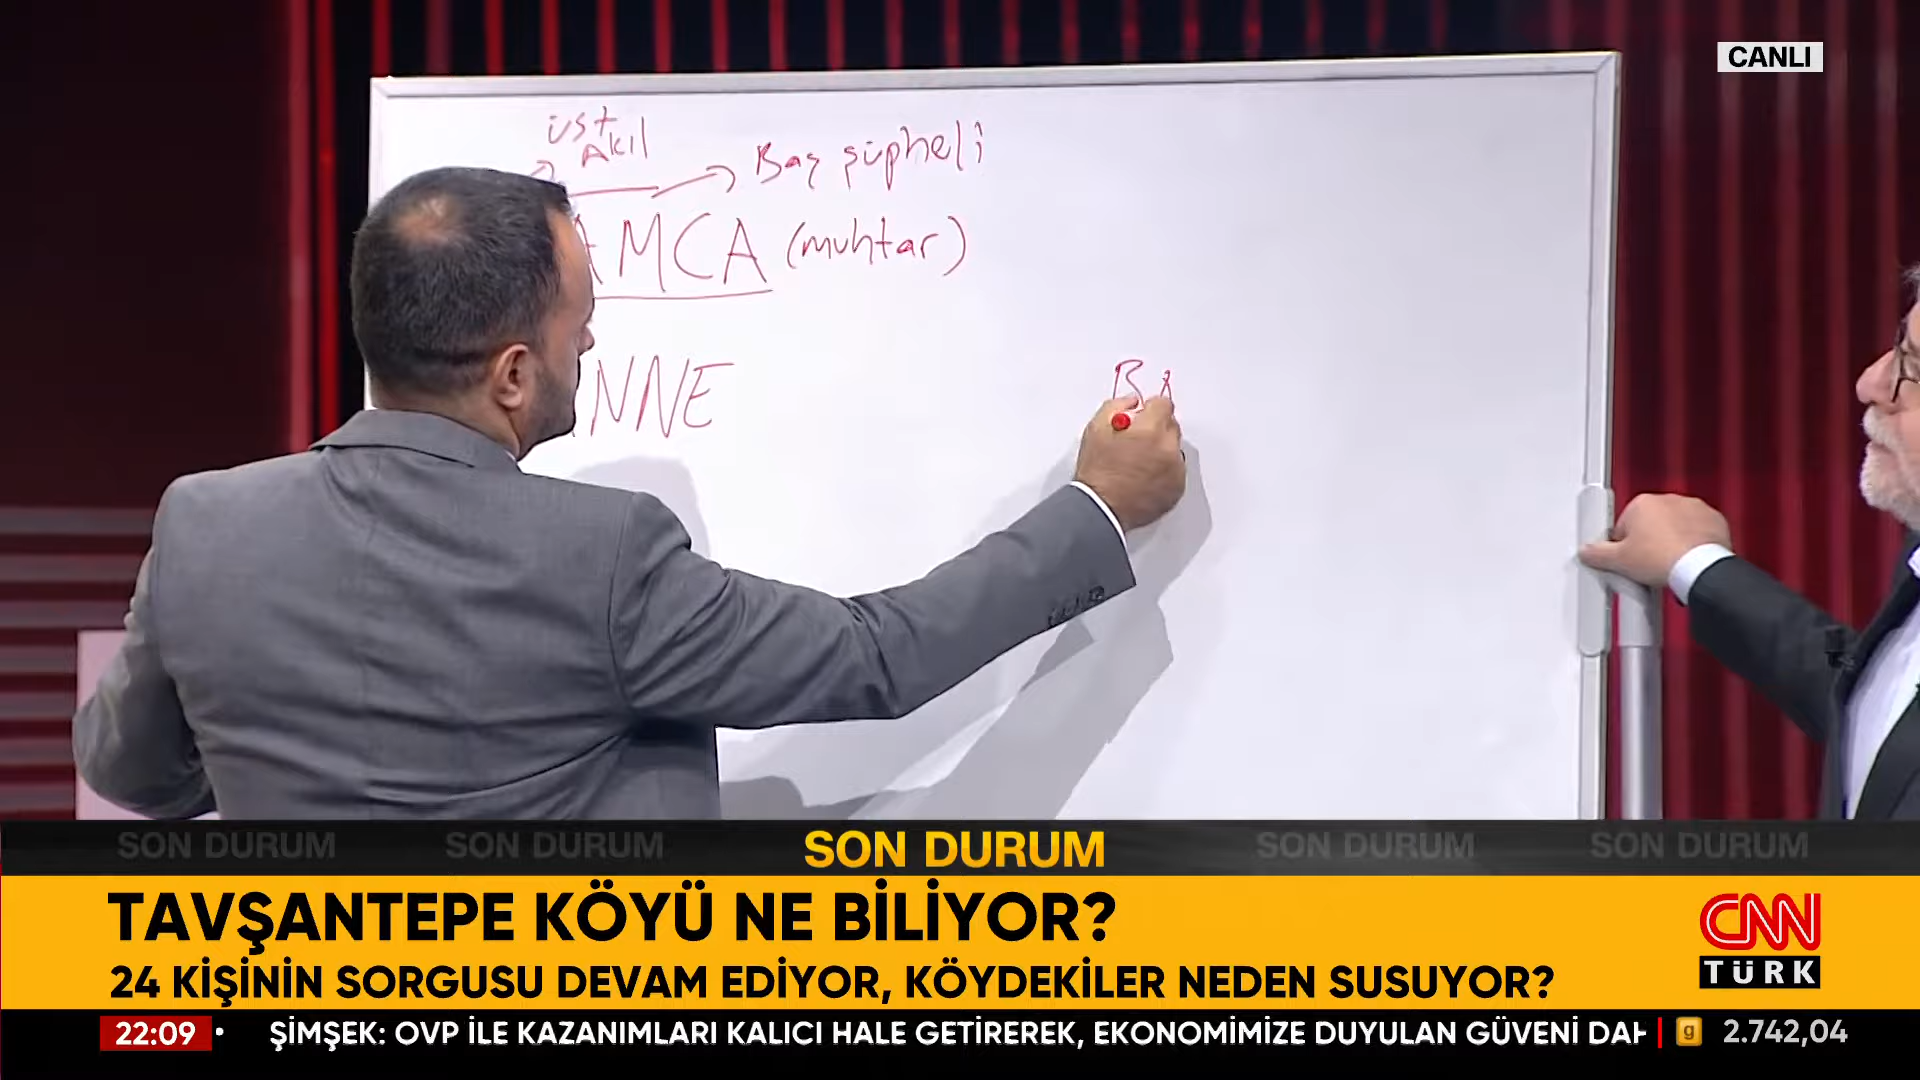 CANLI
üst
Akıl
Baş şüpheli
AMCA (muhtar)
NNE
BA
SON DURUM SON DURUM SON DURUM SON DURUM SON DURUM
TAVŞANTEPE KÖYÜ NE BİLİYOR?
24 KİŞİNİN SORGUSU DEVAM EDİYOR, KÖYDEKİLER NEDEN SUSUYOR?
CNN
TÜRK
22:09 • ŞİMŞEK: OVP İLE KAZANIMLARI KALICI HALE GETİREREK, EKONOMİMİZE DUYULAN GÜVENİ g 2.742,04